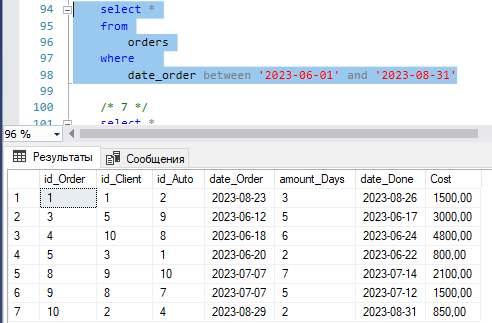 94 select *
95 from
96 orders
97 where
98 date_order between '2023-06-01' and '2023-08-31'
99
100 /* 7 */
101 select *
96 %
Результаты Сообщения
id_Order id_Client id_Auto date_Order amount_Days date_Done Cost
1 1 1 2 2023-08-23 3 2023-08-26 1500,00
2 3 5 9 2023-06-12 5 2023-06-17 3000,00
3 4 10 8 2023-06-18 6 2023-06-24 4800,00
4 5 3 1 2023-06-20 2 2023-06-22 800,00
5 8 9 10 2023-07-07 7 2023-07-14 2100,00
6 9 8 7 2023-07-07 5 2023-07-12 1500,00
7 10 2 4 2023-08-29 2 2023-08-31 850,00